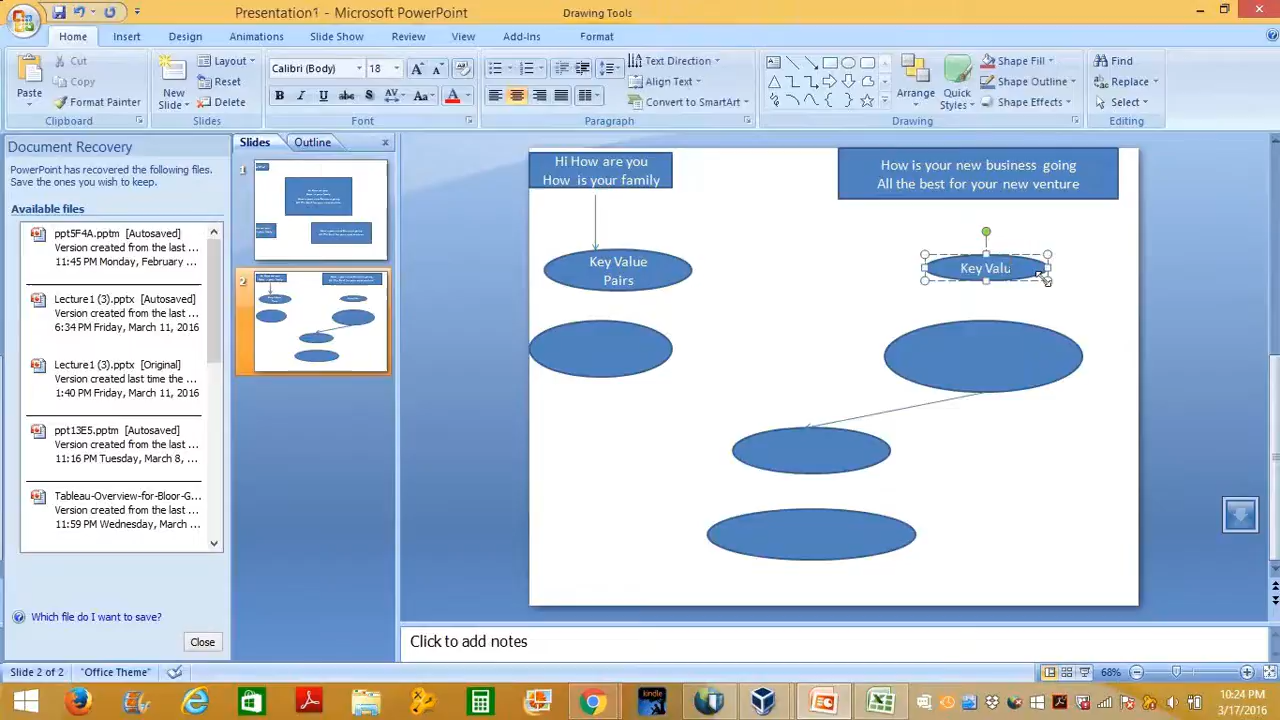 Presentation1 - Microsoft PowerPoint
Drawing Tools
Home
Insert
Design
Animations
Slide Show
Review
View
Add-Ins
Format
Paste
Cut
Copy
Format Painter
Clipboard
New
Slide
Layout
Reset
Delete
Slides
Calibri (Body)
18
B I U abc S AV Aa A
Font
Text Direction
Align Text
Convert to SmartArt
Paragraph
Arrange
Quick
Styles
Shape Fill
Shape Outline
Shape Effects
Drawing
Find
Replace
Select
Editing
Document Recovery
PowerPoint has recovered the following files.
Save the ones you wish to keep.
Available files
ppt5F4A.pptm [Autosaved]
Version created from the last ...
11:45 PM Monday, February ...
Lecture1 (3).pptx [Autosaved]
Version created from the last ...
6:34 PM Friday, March 11, 2016
Lecture1 (3).pptx [Original]
Version created last time the ...
1:40 PM Friday, March 11, 2016
ppt13E5.pptm [Autosaved]
Version created from the last ...
11:16 PM Tuesday, March 8, ...
Tableau-Overview-for-Bloor-G...
Version created from the last ...
11:59 PM Wednesday, March ...
Which file do I want to save?
Close
Slides
Outline
1
2
Hi How are you
How is your family
How is your new business going
All the best for your new venture
Key Value
Pairs
Key Valu
Click to add notes
Slide 2 of 2
"Office Theme"
68%
kindle
10:24 PM
3/17/2016